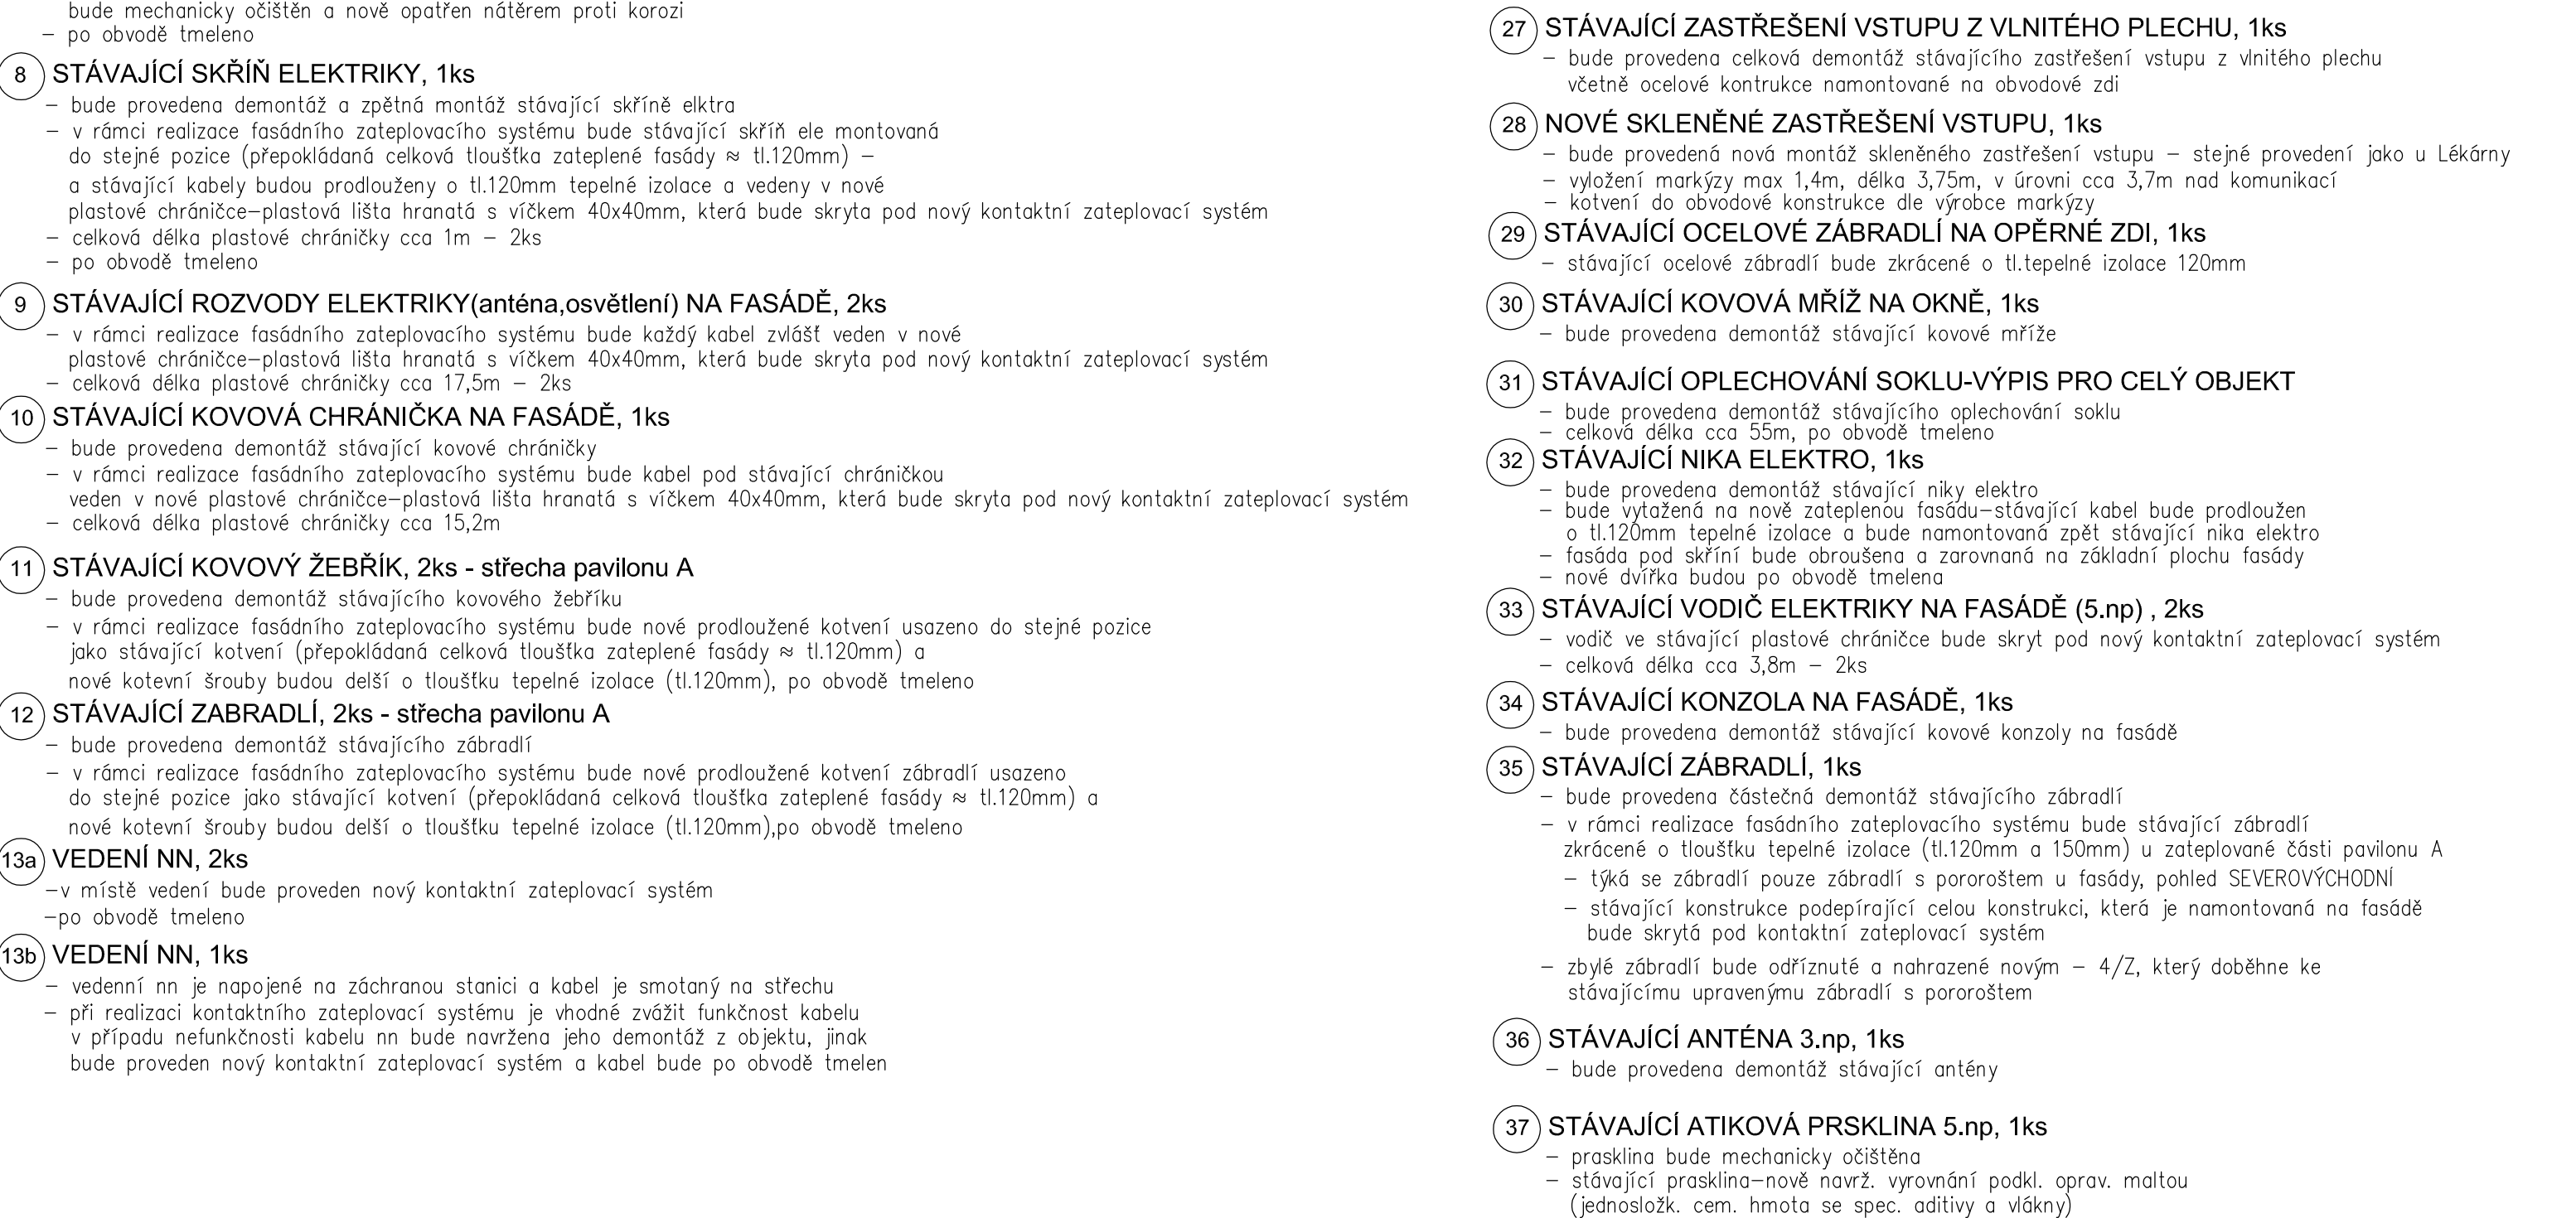 bude mechanicky očištěn a nově opatřen nátěrem proti korozi
– po obvodě tmeleno
8 STÁVAJÍCÍ SKŘÍŇ ELEKTRIKY, 1ks
– bude provedena demontáž a zpětná montáž stávající skříně elktra
– v rámci realizace fasádního zateplovacího systému bude stávající skříň ele montovaná
do stejné pozice (přepokládaná celková tloušťka zateplené fasády ≈ tl.120mm) –
a stávající kabely budou prodlouženy o tl.120mm tepelné izolace a vedeny v nové
plastové chráničce–plastová lišta hranatá s víčkem 40x40mm, která bude skryta pod nový kontaktní zateplovací systém
– celková délka plastové chráničky cca 1m – 2ks
– po obvodě tmeleno
9 STÁVAJÍCÍ ROZVODY ELEKTRIKY(anténa,osvětlení) NA FASÁDĚ, 2ks
– v rámci realizace fasádního zateplovacího systému bude každý kabel zvlášť veden v nové
plastové chráničce–plastová lišta hranatá s víčkem 40x40mm, která bude skryta pod nový kontaktní zateplovací systém
– celková délka plastové chráničky cca 17,5m – 2ks
10 STÁVAJÍCÍ KOVOVÁ CHRÁNIČKA NA FASÁDĚ, 1ks
– bude provedena demontáž stávající kovové chráničky
– v rámci realizace fasádního zateplovacího systému bude kabel pod stávající chráničkou
veden v nové plastové chráničce–plastová lišta hranatá s víčkem 40x40mm, která bude skryta pod nový kontaktní zateplovací systém
– celková délka plastové chráničky cca 15,2m
11 STÁVAJÍCÍ KOVOVÝ ŽEBŘÍK, 2ks - střecha pavilonu A
– bude provedena demontáž stávajícího kovového žebříku
– v rámci realizace fasádního zateplovacího systému bude nové prodloužené kotvení usazeno do stejné pozice
jako stávající kotvení (přepokládaná celková tloušťka zateplené fasády ≈ tl.120mm) a
nové kotevní šrouby budou delší o tloušťku tepelné izolace (tl.120mm), po obvodě tmeleno
12 STÁVAJÍCÍ ZABRADLÍ, 2ks - střecha pavilonu A
– bude provedena demontáž stávajícího zábradlí
– v rámci realizace fasádního zateplovacího systému bude nové prodloužené kotvení zábradlí usazeno
do stejné pozice jako stávající kotvení (přepokládaná celková tloušťka zateplené fasády ≈ tl.120mm) a
nové kotevní šrouby budou delší o tloušťku tepelné izolace (tl.120mm),po obvodě tmeleno
13a VEDENÍ NN, 2ks
–v místě vedení bude proveden nový kontaktní zateplovací systém
–po obvodě tmeleno
13b VEDENÍ NN, 1ks
– vedenní nn je napojené na záchranou stanici a kabel je smotaný na střechu
– při realizaci kontaktního zateplovací systému je vhodné zvážit funkčnost kabelu
v případu nefunkčnosti kabelu nn bude navržena jeho demontáž z objektu, jinak
bude proveden nový kontaktní zateplovací systém a kabel bude po obvodě tmelen
27 STÁVAJÍCÍ ZASTŘEŠENÍ VSTUPU Z VLNITÉHO PLECHU, 1ks
– bude provedena celková demontáž stávajícího zastřešení vstupu z vlnitého plechu
včetně ocelové kontrukce namontované na obvodové zdi
28 NOVÉ SKLENĚNÉ ZASTŘEŠENÍ VSTUPU, 1ks
– bude provedená nová montáž skleněného zastřešení vstupu – stejné provedení jako u Lékárny
– vyložení markýzy max 1,4m, délka 3,75m, v úrovni cca 3,7m nad komunikací
– kotvení do obvodové konstrukce dle výrobce markýzy
29 STÁVAJÍCÍ OCELOVÉ ZÁBRADLÍ NA OPĚRNÉ ZDI, 1ks
– stávající ocelové zábradlí bude zkrácené o tl.tepelné izolace 120mm
30 STÁVAJÍCÍ KOVOVÁ MŘÍŽ NA OKNĚ, 1ks
– bude provedena demontáž stávající kovové mříže
31 STÁVAJÍCÍ OPLECHOVÁNÍ SOKLU-VÝPIS PRO CELÝ OBJEKT
– bude provedena demontáž stávajícího oplechování soklu
– celková délka cca 55m, po obvodě tmeleno
32 STÁVAJÍCÍ NIKA ELEKTRO, 1ks
– bude provedena demontáž stávající niky elektro
– bude vytažená na nově zateplenou fasádu–stávající kabel bude prodloužen
o tl.120mm tepelné izolace a bude namontovaná zpět stávající nika elektro
– fasáda pod skříní bude obroušena a zarovnaná na základní plochu fasády
– nové dvířka budou po obvodě tmelena
33 STÁVAJÍCÍ VODIČ ELEKTRIKY NA FASÁDĚ (5.np) , 2ks
– vodič ve stávající plastové chráničce bude skryt pod nový kontaktní zateplovací systém
– celková délka cca 3,8m – 2ks
34 STÁVAJÍCÍ KONZOLA NA FASÁDĚ, 1ks
– bude provedena demontáž stávající kovové konzoly na fasádě
35 STÁVAJÍCÍ ZÁBRADLÍ, 1ks
– bude provedena částečná demontáž stávajícího zábradlí
– v rámci realizace fasádního zateplovacího systému bude stávající zábradlí
zkrácené o tloušťku tepelné izolace (tl.120mm a 150mm) u zateplované části pavilonu A
– týká se zábradlí pouze zábradlí s pororoštem u fasády, pohled SEVEROVÝCHODNÍ
– stávající konstrukce podepírající celou konstrukci, která je namontovaná na fasádě
bude skrytá pod kontaktní zateplovací systém
– zbylé zábradlí bude odříznuté a nahrazené novým – 4/Z, který doběhne ke
stávajícímu upravenýmu zábradlí s pororoštem
36 STÁVAJÍCÍ ANTÉNA 3.np, 1ks
– bude provedena demontáž stávající antény
37 STÁVAJÍCÍ ATIKOVÁ PRSKLINA 5.np, 1ks
– prasklina bude mechanicky očištěna
– stávající prasklina–nově navrž. vyrovnání podkl. oprav. maltou
(jednosložk. cem. hmota se spec. aditivy a vlákny)